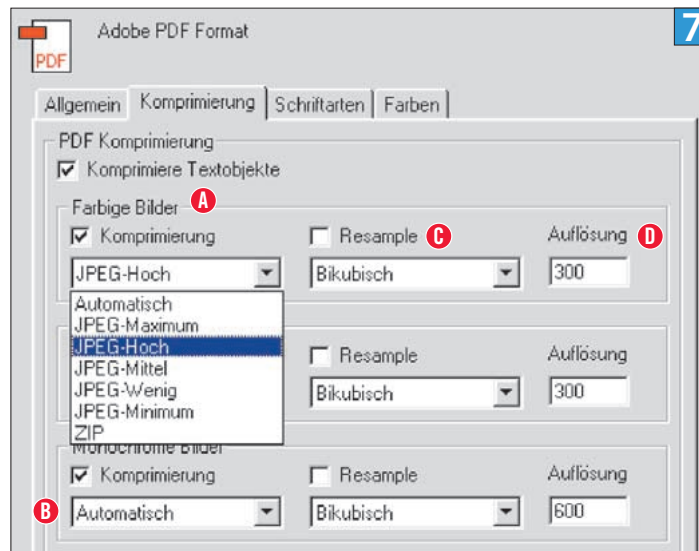 Adobe PDF Format
7
PDF
Allgemein Komprimierung Schriftarten Farben
PDF Komprimierung
Komprimiere Textobjekte
Farbige Bilder A
Komprimierung Resample C Auflösung D
JPEG-Hoch Bikubisch 300
Automatisch
JPEG-Maximum
JPEG-Hoch
JPEG-Mittel
JPEG-Wenig
JPEG-Minimum
ZIP
Resample Auflösung
Bikubisch 300
Monochrome Bilder
Komprimierung Resample Auflösung
B Automatisch Bikubisch 600